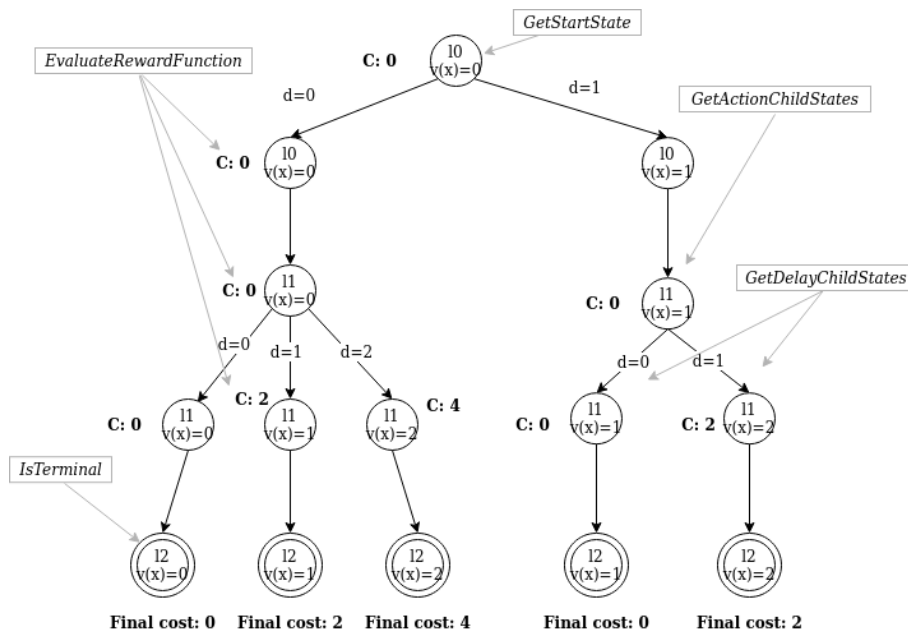 GetStartState
EvaluateRewardFunction
C: 0
l0
v(x)=0
d=0
d=1
GetActionChildStates
C: 0
l0
v(x)=0
l0
v(x)=1
C: 0
l1
v(x)=0
GetDelayChildStates
C: 0
l1
v(x)=1
d=0
d=1
d=2
d=0
d=1
C: 0
l1
v(x)=0
C: 2
l1
v(x)=1
l1
v(x)=2
C: 4
C: 0
l1
v(x)=1
C: 2
l1
v(x)=2
IsTerminal
l2
v(x)=0
l2
v(x)=1
l2
v(x)=2
l2
v(x)=1
l2
v(x)=2
Final cost: 0
Final cost: 2
Final cost: 4
Final cost: 0
Final cost: 2